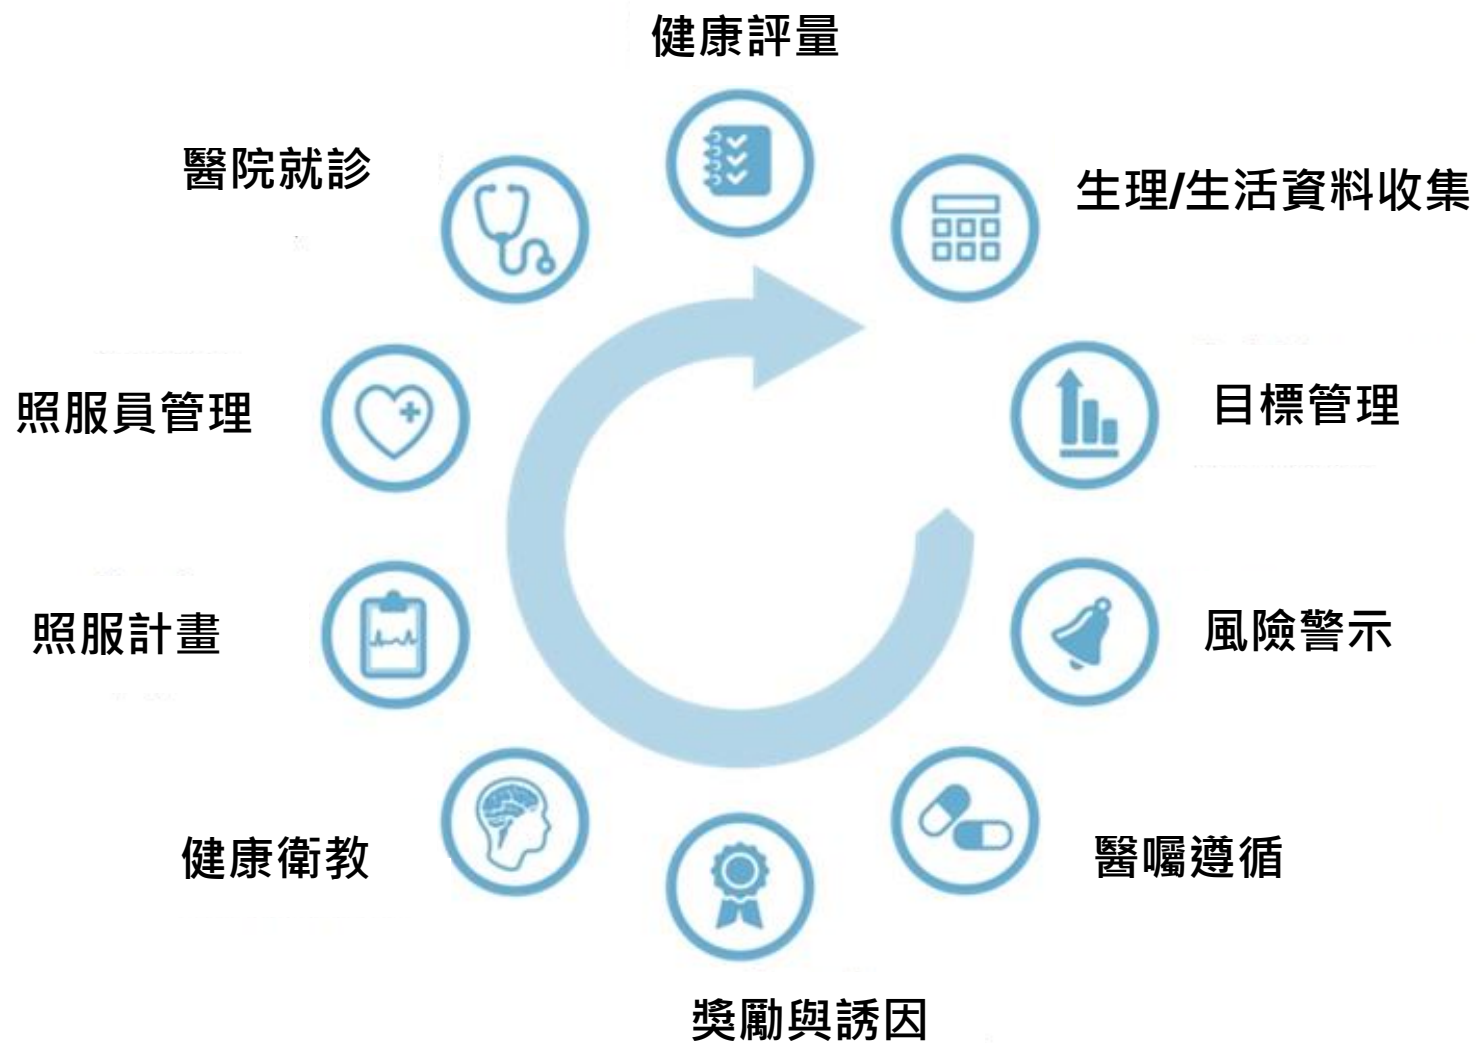 健康評量
生理/生活資料收集
目標管理
風險警示
醫囑遵循
獎勵與誘因
健康衛教
照服計畫
照服員管理
醫院就診